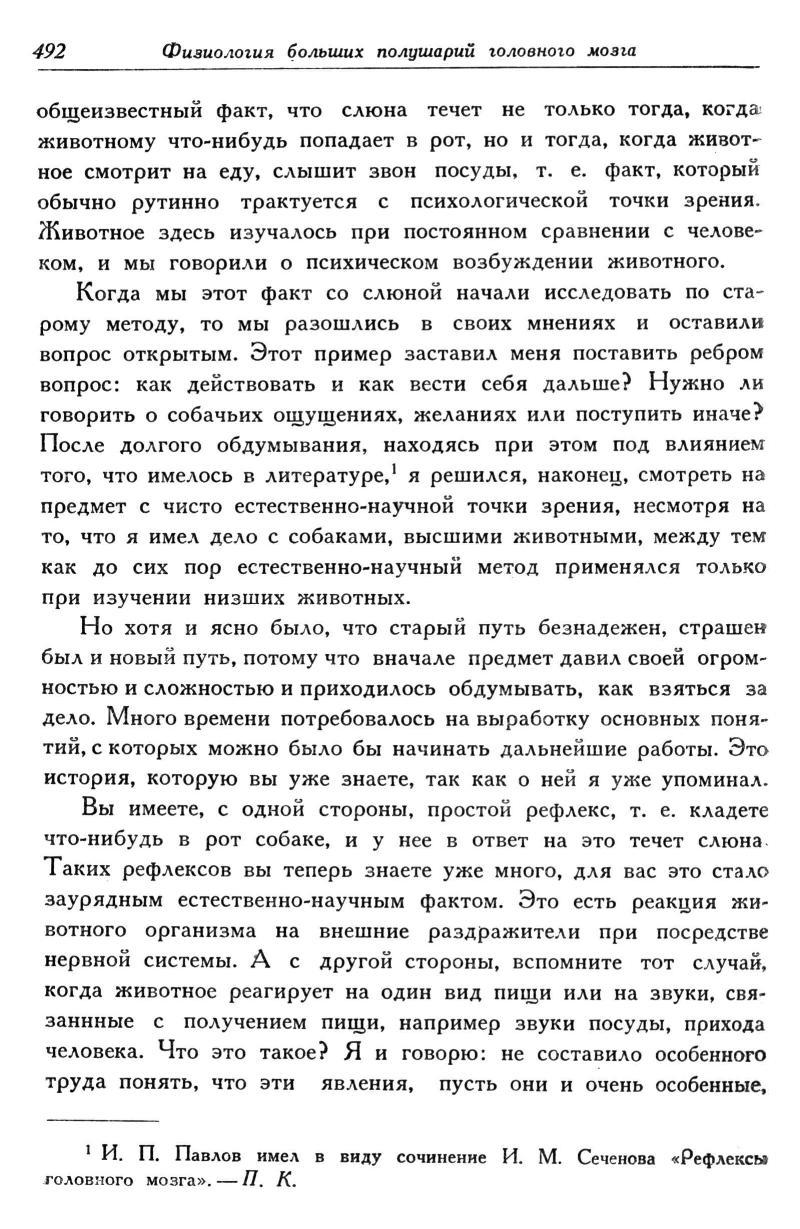 492 Физиология больших полушарий головного мозга
общеизвестный факт, что слюна течет не только тогда, когда
животному что-нибудь попадает в рот, но и тогда, когда живот-
ное смотрит на еду, слышит звон посуды, т. е. факт, который
обычно рутинно трактуется с психологической точки зрения.
Животное здесь изучалось при постоянном сравнении с челове-
ком, и мы говорили о психическом возбуждении животного.
Когда мы этот факт со слюной начали исследовать по ста-
рому методу, то мы разошлись в своих мнениях и оставили
вопрос открытым. Этот пример заставил меня поставить ребром
вопрос: как действовать и как вести себя дальше? Нужно ли
говорить о собачьих ощущениях, желаниях или поступить иначе?
После долгого обдумывания, находясь при этом под влиянием
того, что имелось в литературе,¹ я решился, наконец, смотреть на
предмет с чисто естественно-научной точки зрения, несмотря на
то, что я имел дело с собаками, высшими животными, между тем
как до сих пор естественно-научный метод применялся только
при изучении низших животных.
Но хотя и ясно было, что старый путь безнадежен, страшен
был и новый путь, потому что вначале предмет давил своей огром-
ностью и сложностью и приходилось обдумывать, как взяться за
дело. Много времени потребовалось на выработку основных поня-
тий, с которых можно было бы начинать дальнейшие работы. Это
история, которую вы уже знаете, так как о ней я уже упоминал.
Вы имеете, с одной стороны, простой рефлекс, т. е. кладете
что-нибудь в рот собаке, и у нее в ответ на это течет слюна.
Таких рефлексов вы теперь знаете уже много, для вас это стало
заурядным естественно-научным фактом. Это есть реакция жи-
вотного организма на внешние раздражители при посредстве
нервной системы. А с другой стороны, вспомните тот случай,
когда животное реагирует на один вид пищи или на звуки, свя-
заннные с получением пищи, например звуки посуды, прихода
человека. Что это такое? Я и говорю: не составило особенного
труда понять, что эти явления, пусть они и очень особенные,
¹ И. П. Павлов имел в виду сочинение И. М. Сеченова «Рефлексы
головного мозга». — П. К.